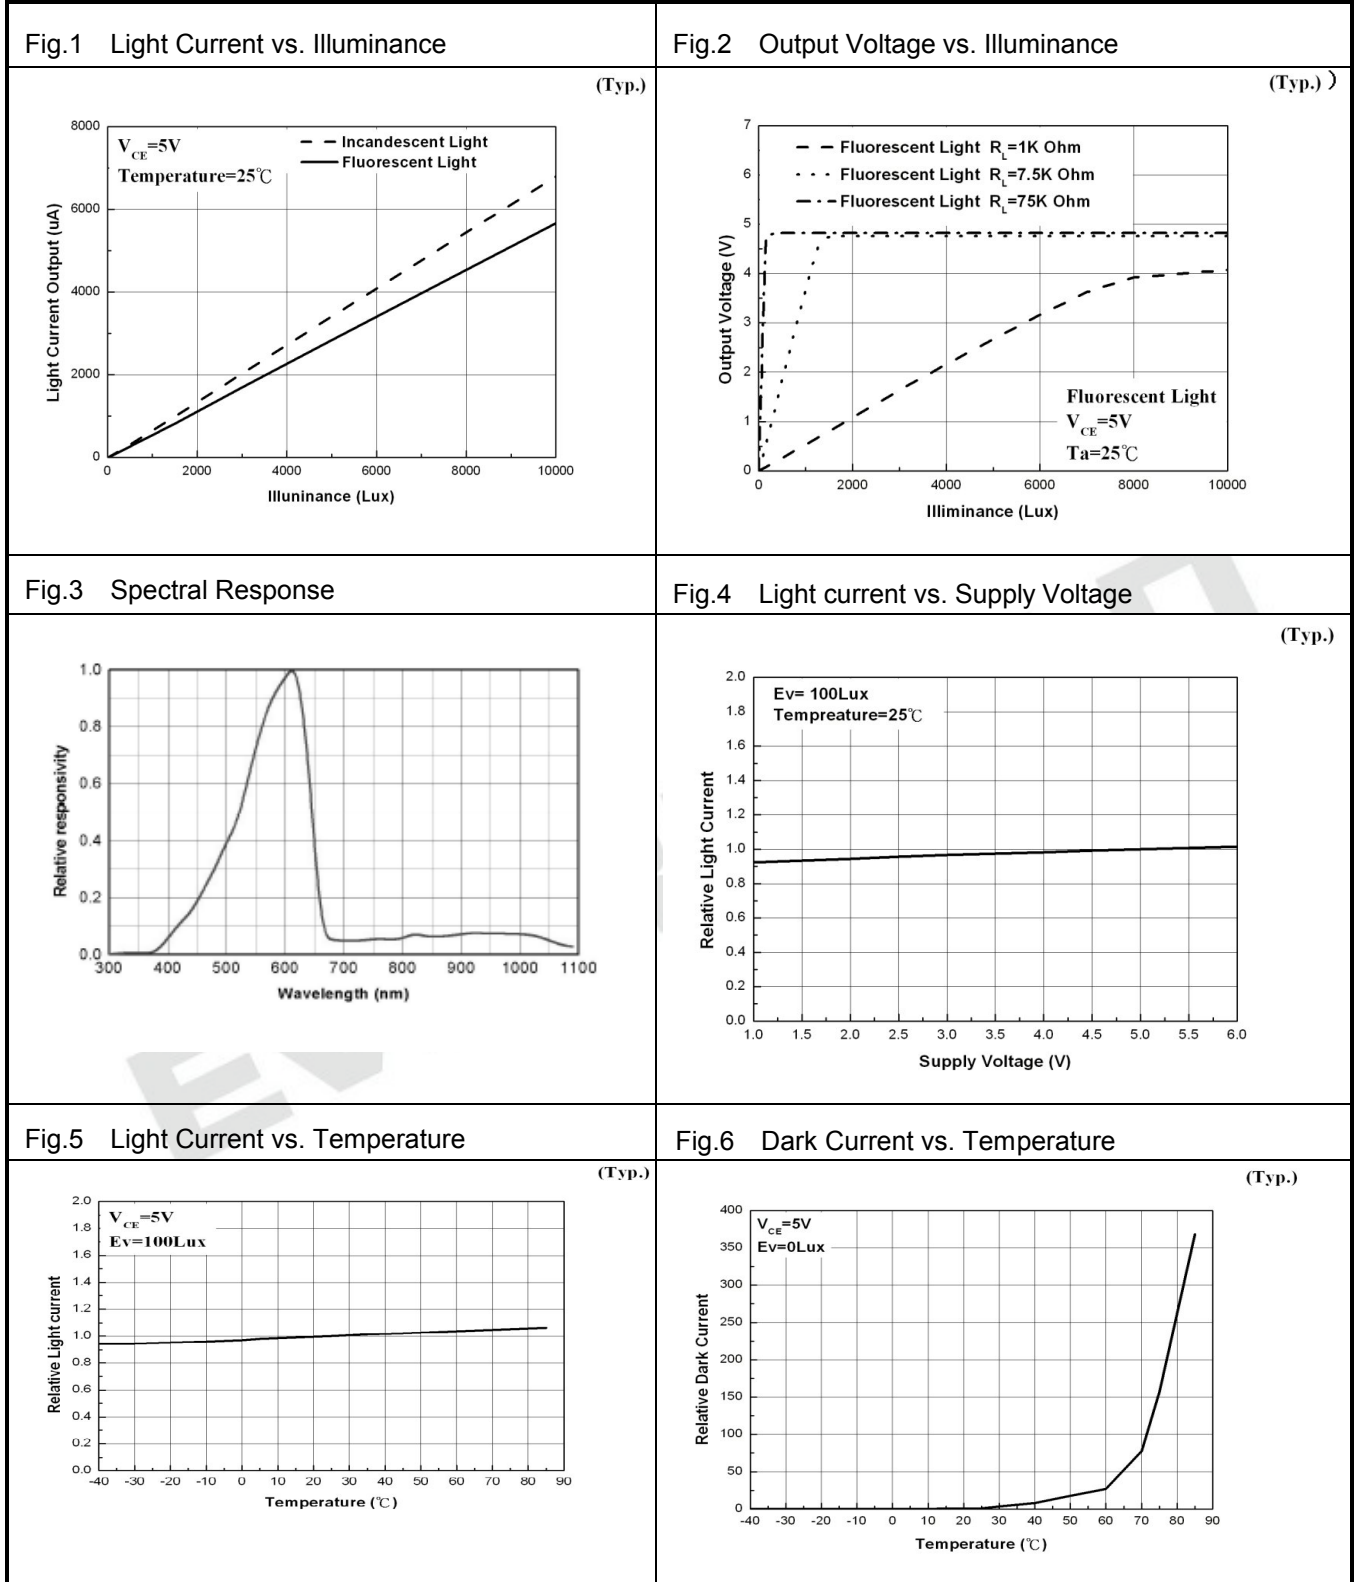 Fig.1 Light Current vs. Illuminance
(Typ.)
V_CE=5V
Temperature=25℃
Incandescent Light
Fluorescent Light
Light Current Output (uA)
8000
6000
4000
2000
0
0 2000 4000 6000 8000 10000
Illuninance (Lux)
Fig.2 Output Voltage vs. Illuminance
(Typ.) )
Fluorescent Light R_L=1K Ohm
Fluorescent Light R_L=7.5K Ohm
Fluorescent Light R_L=75K Ohm
Output Voltage (V)
7
6
5
4
3
2
1
0
Fluorescent Light
V_CE=5V
Ta=25℃
0 2000 4000 6000 8000 10000
Illiminance (Lux)
Fig.3 Spectral Response
Relative responsivity
1.0
0.8
0.6
0.4
0.2
0.0
300 400 500 600 700 800 900 1000 1100
Wavelength (nm)
Fig.4 Light current vs. Supply Voltage
(Typ.)
Ev= 100Lux
Tempreature=25℃
Relative Light Current
2.0
1.8
1.6
1.4
1.2
1.0
0.8
0.6
0.4
0.2
0.0
1.0 1.5 2.0 2.5 3.0 3.5 4.0 4.5 5.0 5.5 6.0
Supply Voltage (V)
Fig.5 Light Current vs. Temperature
(Typ.)
V_CE=5V
Ev=100Lux
Relative Light current
2.0
1.8
1.6
1.4
1.2
1.0
0.8
0.6
0.4
0.2
0.0
-40 -30 -20 -10 0 10 20 30 40 50 60 70 80 90
Temperature (℃)
Fig.6 Dark Current vs. Temperature
(Typ.)
V_CE=5V
Ev=0Lux
Relative Dark Current
400
350
300
250
200
150
100
50
0
-40 -30 -20 -10 0 10 20 30 40 50 60 70 80 90
Temperature (℃)